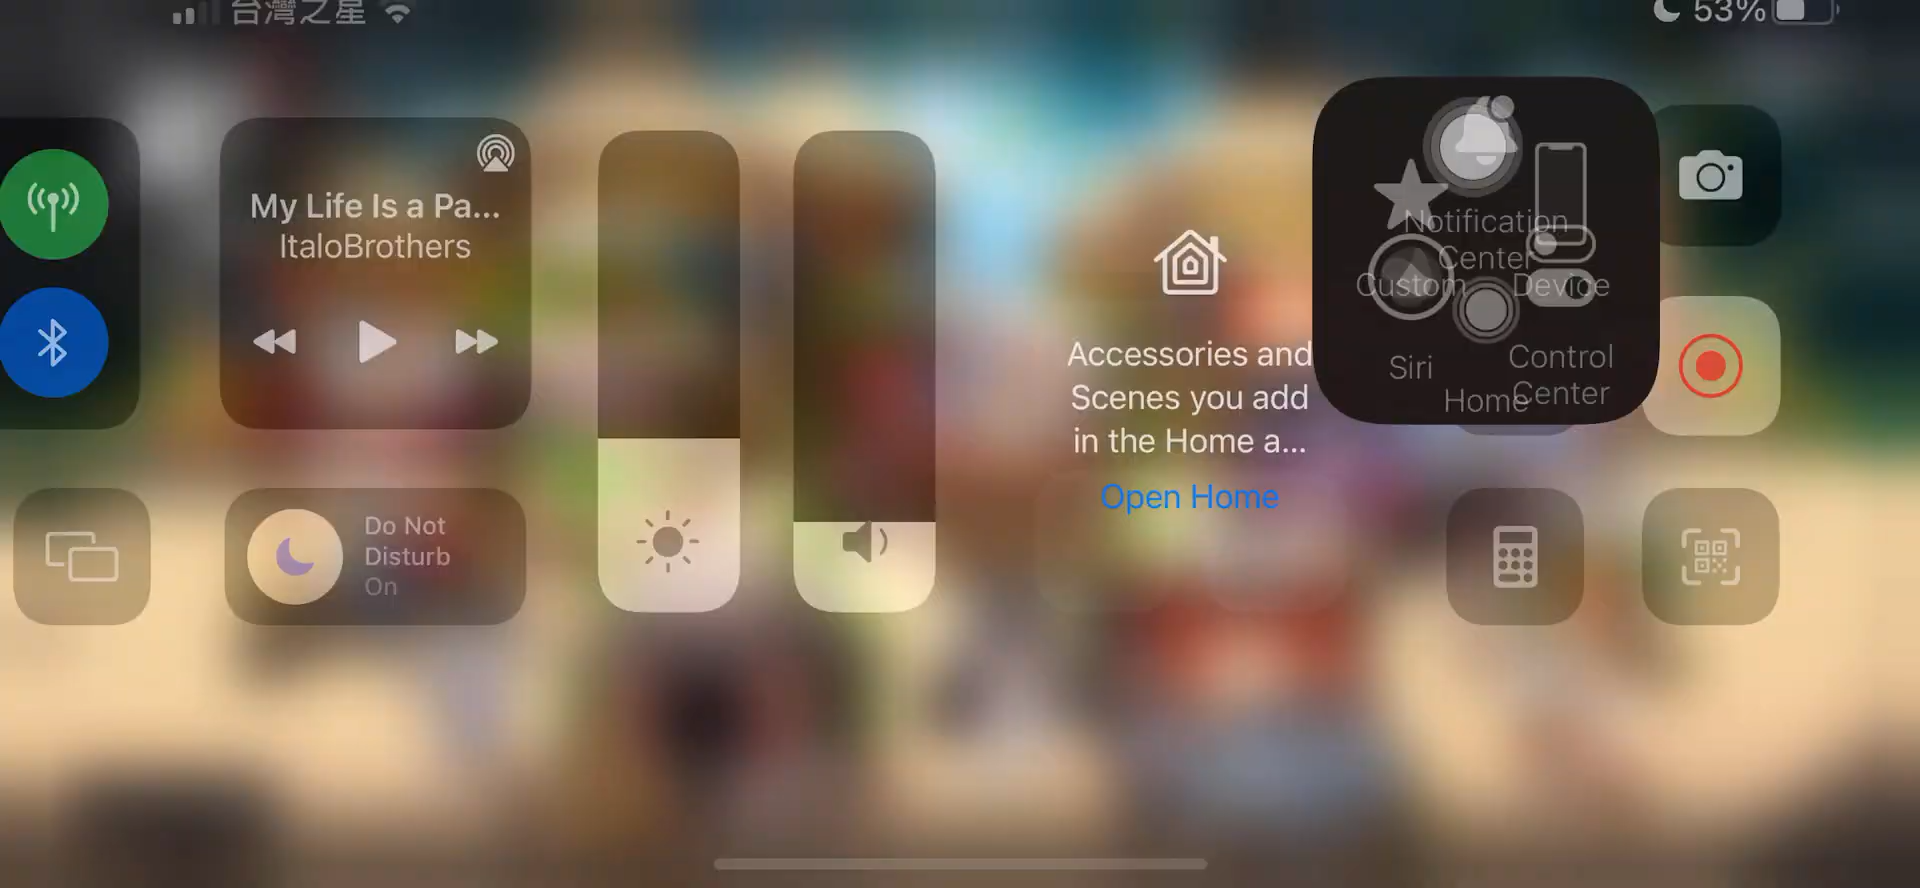 台灣之星
53%
My Life Is a Pa...
ItaloBrothers
Do Not
Disturb
On
Accessories and
Scenes you add
in the Home a...
Open Home
Notification
Center
Custom
Device
Siri
Control
Center
Home